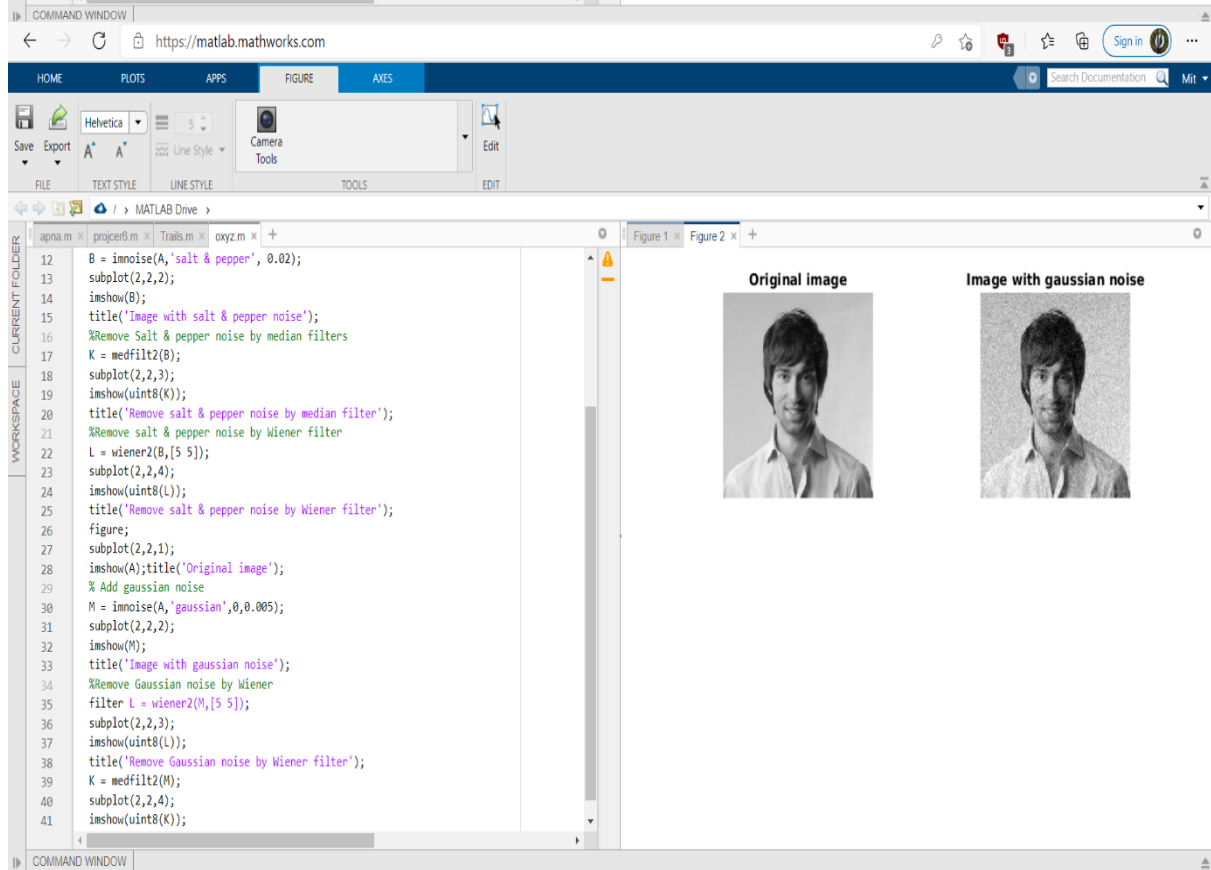 COMMAND WINDOW
https://matlab.mathworks.com
3
Sign in
HOME PLOTS APPS FIGURE AXES
Search Documentation
Mit
Save Export
Helvetica
A A
5
Line Style
Camera
Tools
Edit
FILE TEXT STYLE LINE STYLE TOOLS EDIT
/ > MATLAB Drive >
CURRENT FOLDER
WORKSPACE
apna.m × projcer6.m × Trails.m × oxyz.m × +
12 B = imnoise(A,'salt & pepper', 0.02);
13 subplot(2,2,2);
14 imshow(B);
15 title('Image with salt & pepper noise');
16 %Remove Salt & pepper noise by median filters
17 K = medfilt2(B);
18 subplot(2,2,3);
19 imshow(uint8(K));
20 title('Remove salt & pepper noise by median filter');
21 %Remove salt & pepper noise by Wiener filter
22 L = wiener2(B,[5 5]);
23 subplot(2,2,4);
24 imshow(uint8(L));
25 title('Remove salt & pepper noise by Wiener filter');
26 figure;
27 subplot(2,2,1);
28 imshow(A);title('Original image');
29 % Add gaussian noise
30 M = imnoise(A,'gaussian',0,0.005);
31 subplot(2,2,2);
32 imshow(M);
33 title('Image with gaussian noise');
34 %Remove Gaussian noise by Wiener
35 filter L = wiener2(M,[5 5]);
36 subplot(2,2,3);
37 imshow(uint8(L));
38 title('Remove Gaussian noise by Wiener filter');
39 K = medfilt2(M);
40 subplot(2,2,4);
41 imshow(uint8(K));
Figure 1 × Figure 2 × +
Original image
Image with gaussian noise
COMMAND WINDOW